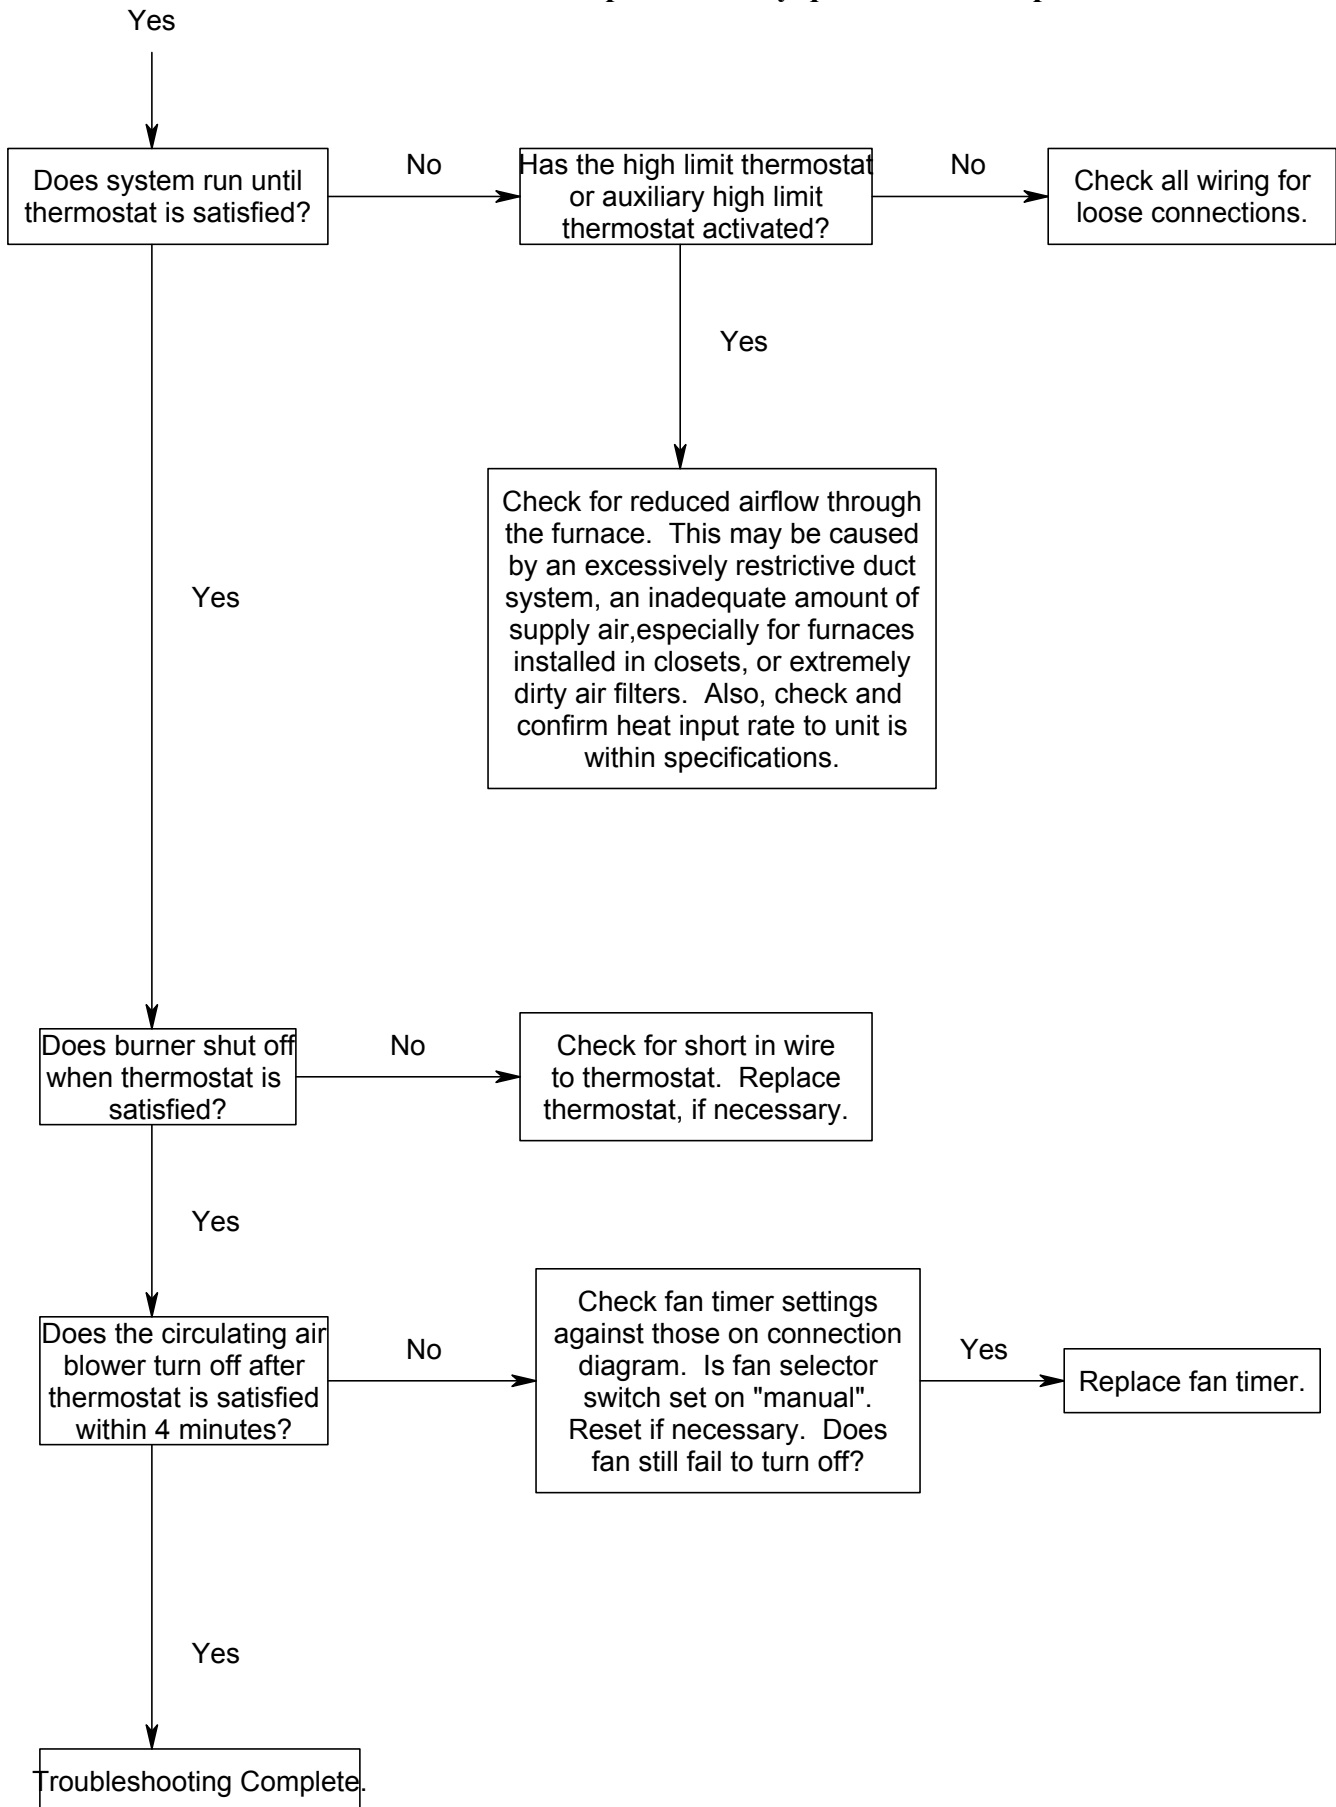 Yes
Does system run until
thermostat is satisfied?
No
Has the high limit thermostat
or auxiliary high limit
thermostat activated?
No
Check all wiring for
loose connections.
Yes
Check for reduced airflow through
the furnace.  This may be caused
by an excessively restrictive duct
system, an inadequate amount of
supply air,especially for furnaces
installed in closets, or extremely
dirty air filters.  Also, check and
confirm heat input rate to unit is
within specifications.
Yes
Does burner shut off
when thermostat is
satisfied?
No
Check for short in wire
to thermostat.  Replace
thermostat, if necessary.
Yes
Does the circulating air
blower turn off after
thermostat is satisfied
within 4 minutes?
No
Check fan timer settings
against those on connection
diagram.  Is fan selector
switch set on "manual".
Reset if necessary.  Does
fan still fail to turn off?
Yes
Replace fan timer.
Yes
Troubleshooting Complete.